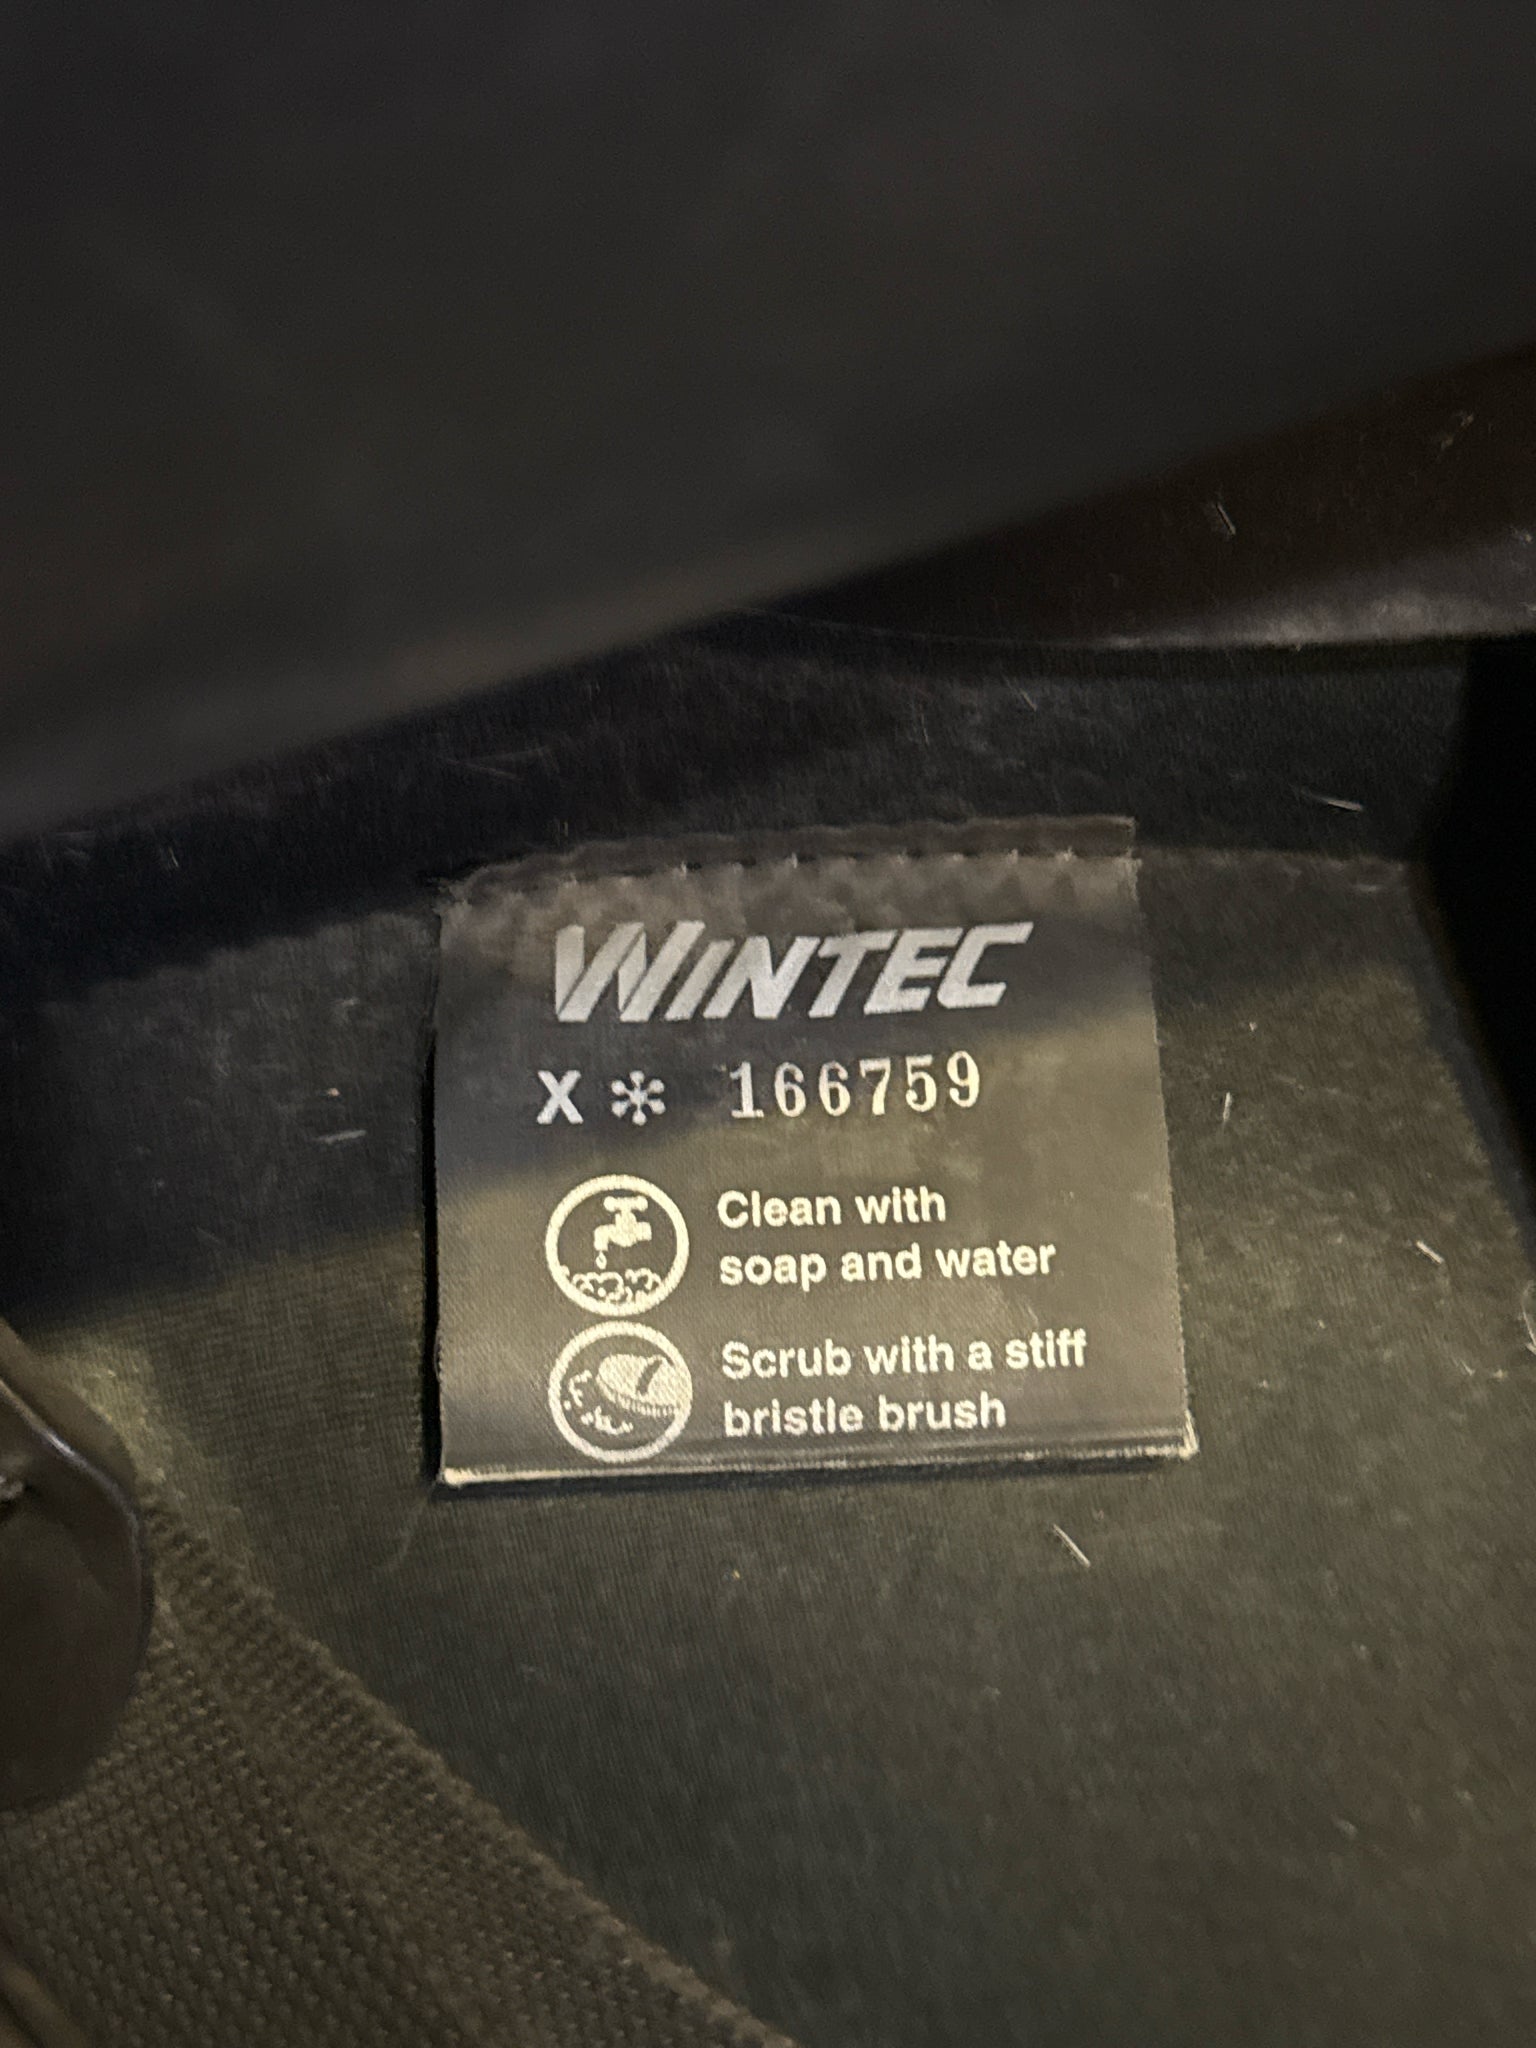 WINTEC
X * 166759
Clean with
soap and water
Scrub with a stiff
bristle brush